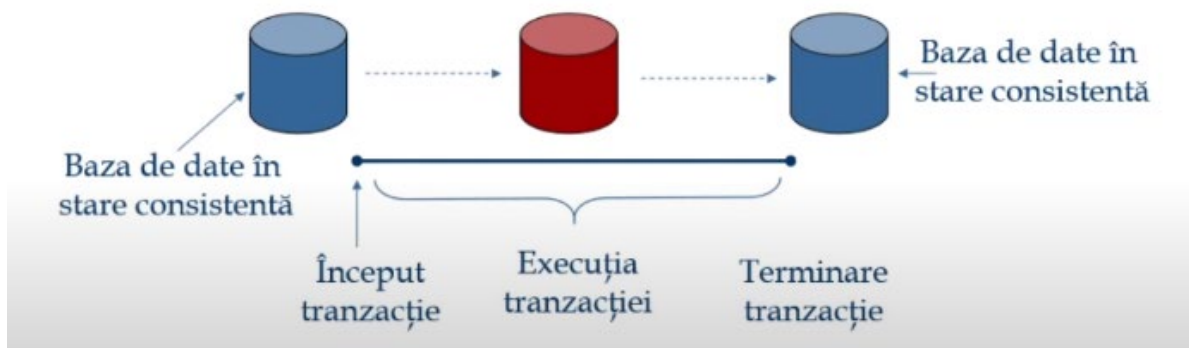 Baza de date în
stare consistentă
Baza de date în
stare consistentă
Început
tranzacție
Execuția
tranzacției
Terminare
tranzacție